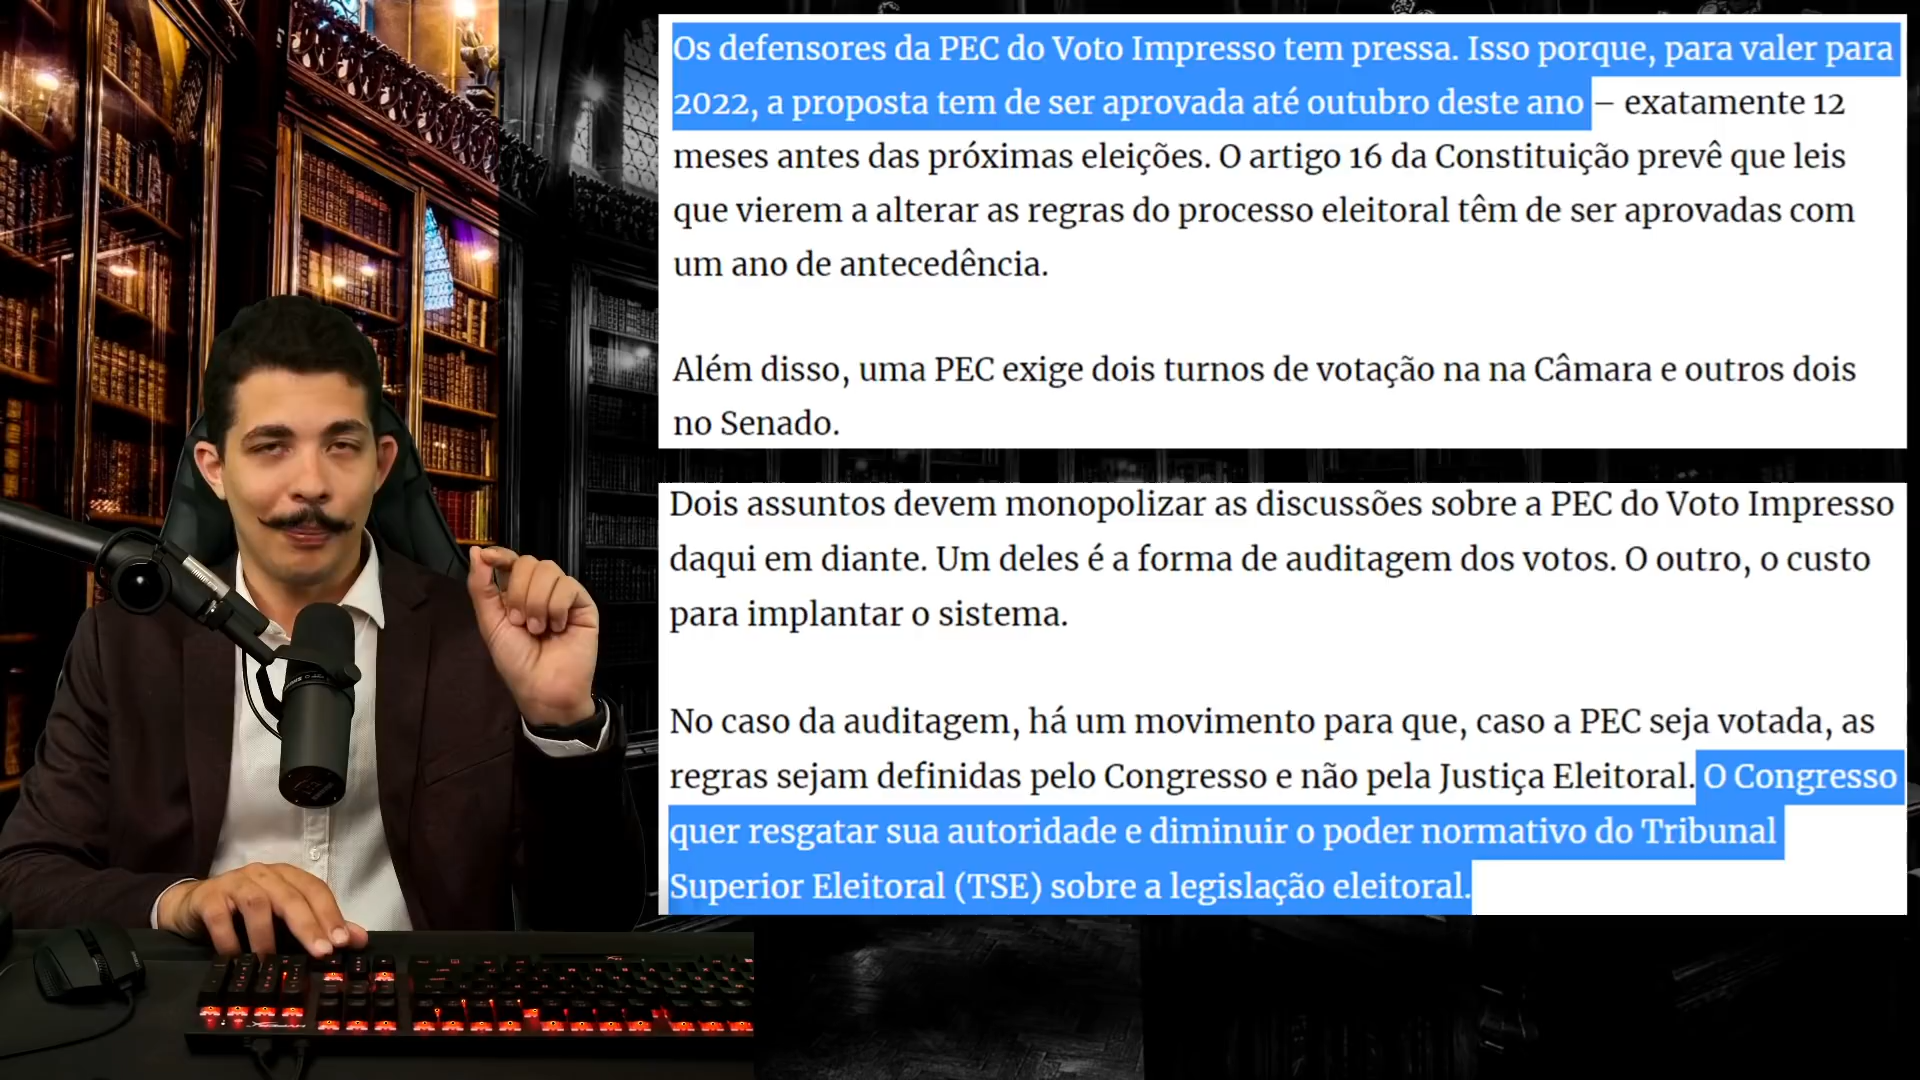 Os defensores da PEC do Voto Impresso tem pressa. Isso porque, para valer para
2022, a proposta tem de ser aprovada até outubro deste ano – exatamente 12
meses antes das próximas eleições. O artigo 16 da Constituição prevê que leis
que vierem a alterar as regras do processo eleitoral têm de ser aprovadas com
um ano de antecedência.
Além disso, uma PEC exige dois turnos de votação na na Câmara e outros dois
no Senado.
Dois assuntos devem monopolizar as discussões sobre a PEC do Voto Impresso
daqui em diante. Um deles é a forma de auditagem dos votos. O outro, o custo
para implantar o sistema.
No caso da auditagem, há um movimento para que, caso a PEC seja votada, as
regras sejam definidas pelo Congresso e não pela Justiça Eleitoral. O Congresso
quer resgatar sua autoridade e diminuir o poder normativo do Tribunal
Superior Eleitoral (TSE) sobre a legislação eleitoral.